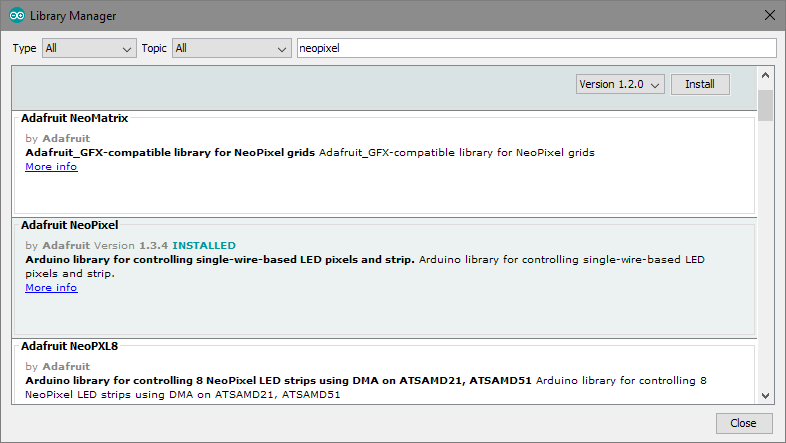 Library Manager
Type All Topic All neopixel
Version 1.2.0 Install
Adafruit NeoMatrix
by Adafruit
Adafruit_GFX-compatible library for NeoPixel grids Adafruit_GFX-compatible library for NeoPixel grids
More info
Adafruit NeoPixel
by Adafruit Version 1.3.4 INSTALLED
Arduino library for controlling single-wire-based LED pixels and strip. Arduino library for controlling single-wire-based LED
pixels and strip.
More info
Adafruit NeoPXL8
by Adafruit
Arduino library for controlling 8 NeoPixel LED strips using DMA on ATSAMD21, ATSAMD51 Arduino library for controlling 8
NeoPixel LED strips using DMA on ATSAMD21, ATSAMD51
Close